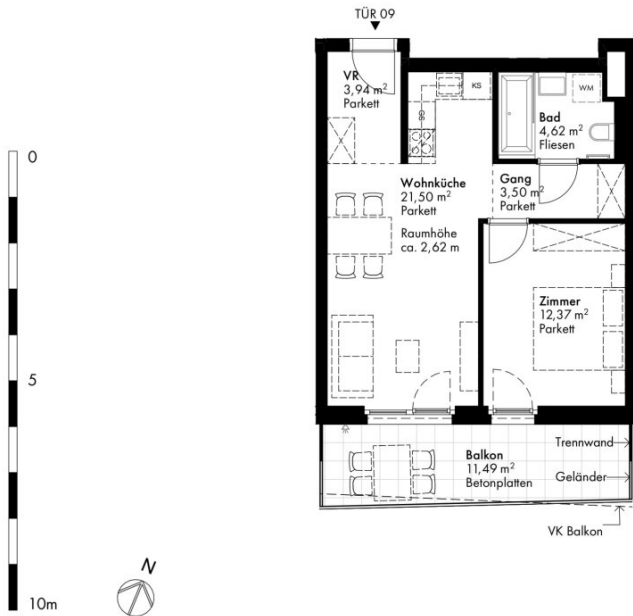 TÜR 09
VR
3,94 m²
Parkett
KS
GS
WM
Bad
4,62 m²
Fliesen
0
Wohnküche
21,50 m²
Parkett
Raumhöhe
ca. 2,62 m
Gang
3,50 m²
Parkett
Zimmer
12,37 m²
Parkett
5
Balkon
11,49 m²
Betonplatten
Trennwand
Geländer
VK Balkon
N
10m